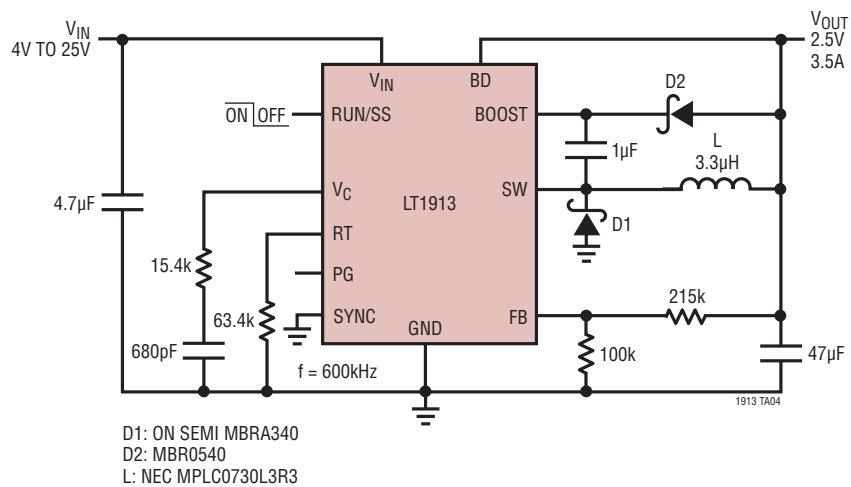 VIN
4V TO 25V
VOUT
2.5V
3.5A
VIN
BD
D2
ON OFF
RUN/SS
BOOST
L
3.3µH
1µF
4.7µF
VC
SW
LT1913
D1
RT
15.4k
PG
215k
63.4k
SYNC
FB
GND
680pF
f = 600kHz
100k
47µF
1913 TA04
D1: ON SEMI MBRA340
D2: MBR0540
L: NEC MPLC0730L3R3